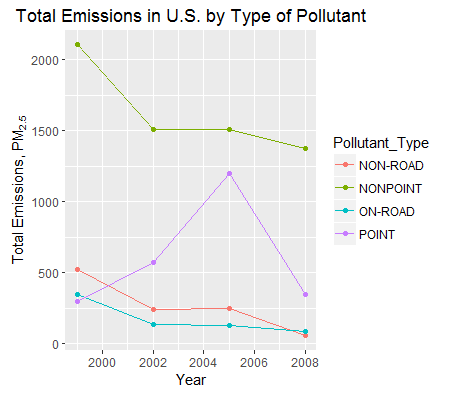 Total Emissions in U.S. by Type of Pollutant
Total Emissions, PM2.5
2000
1500
1000
500
0
2000 2002 2004 2006 2008
Year
Pollutant_Type
NON-ROAD
NONPOINT
ON-ROAD
POINT